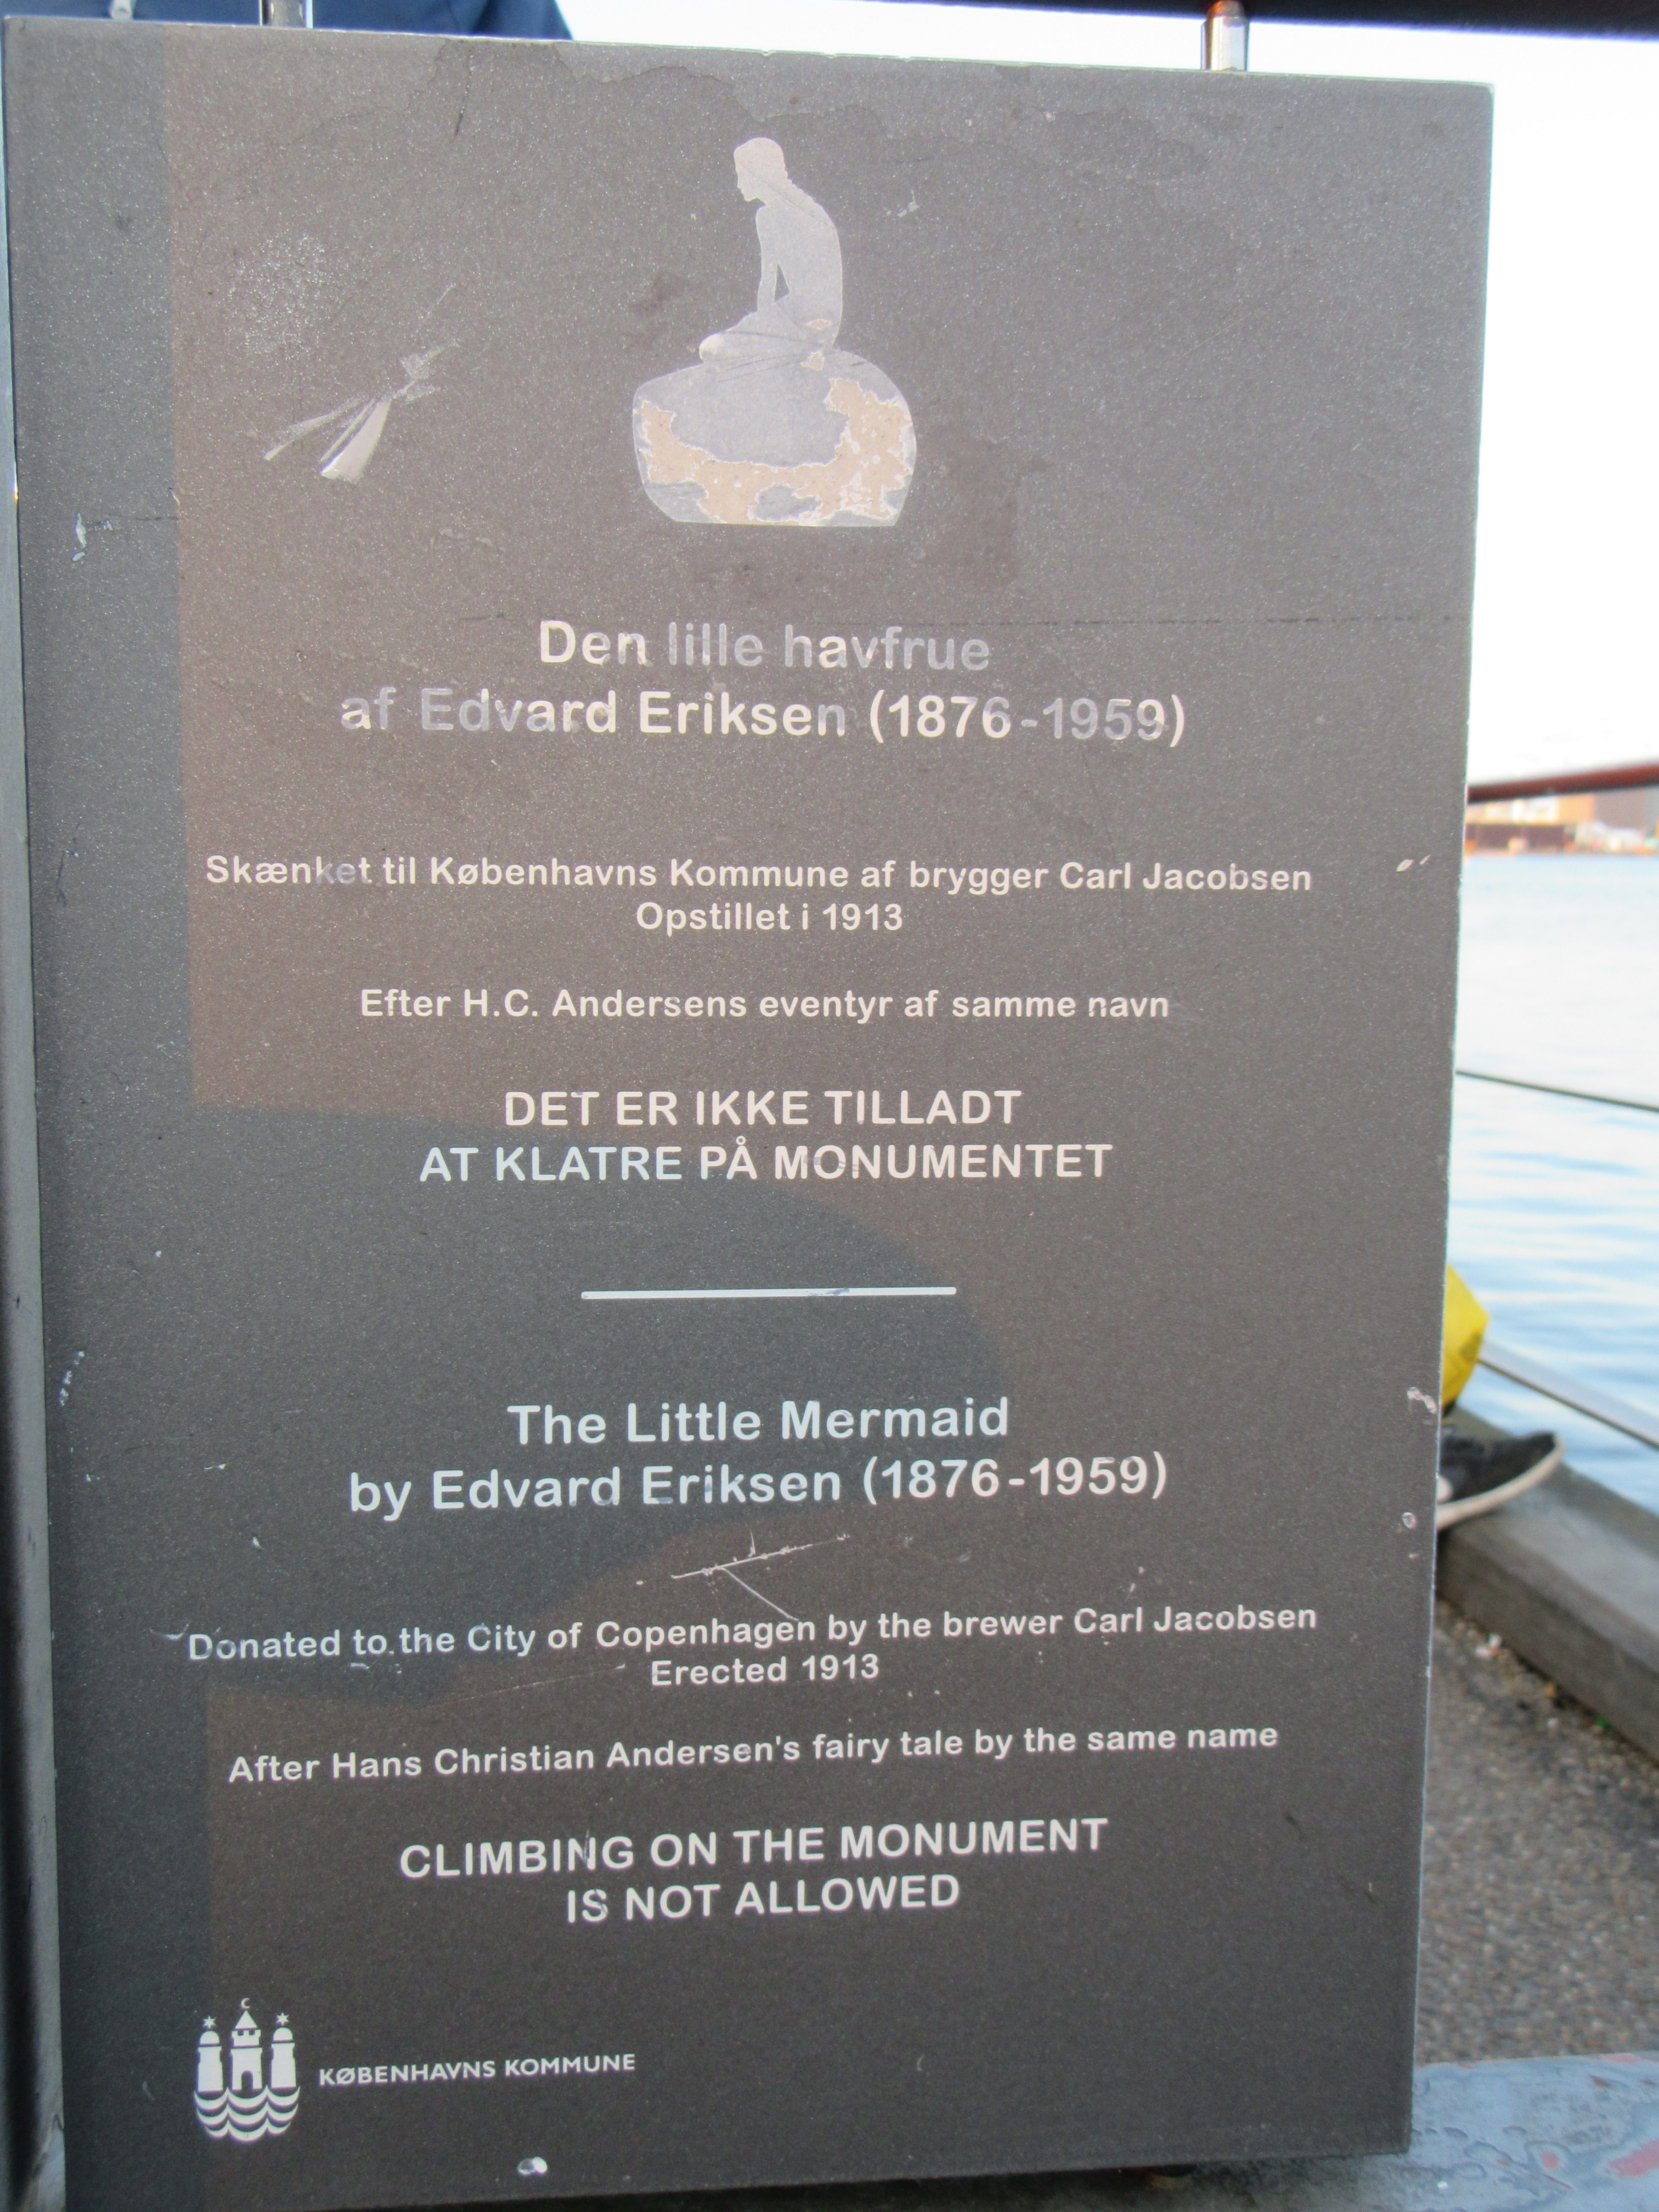 Den lille havfrue
af Edvard Eriksen (1876-1959)
Skænket til Københavns Kommune af brygger Carl Jacobsen
Opstillet i 1913
Efter H.C. Andersens eventyr af samme navn
DET ER IKKE TILLADT
AT KLATRE PÅ MONUMENTET
The Little Mermaid
by Edvard Eriksen (1876-1959)
Donated to the City of Copenhagen by the brewer Carl Jacobsen
Erected 1913
After Hans Christian Andersen's fairy tale by the same name
CLIMBING ON THE MONUMENT
IS NOT ALLOWED
KØBENHAVNS KOMMUNE